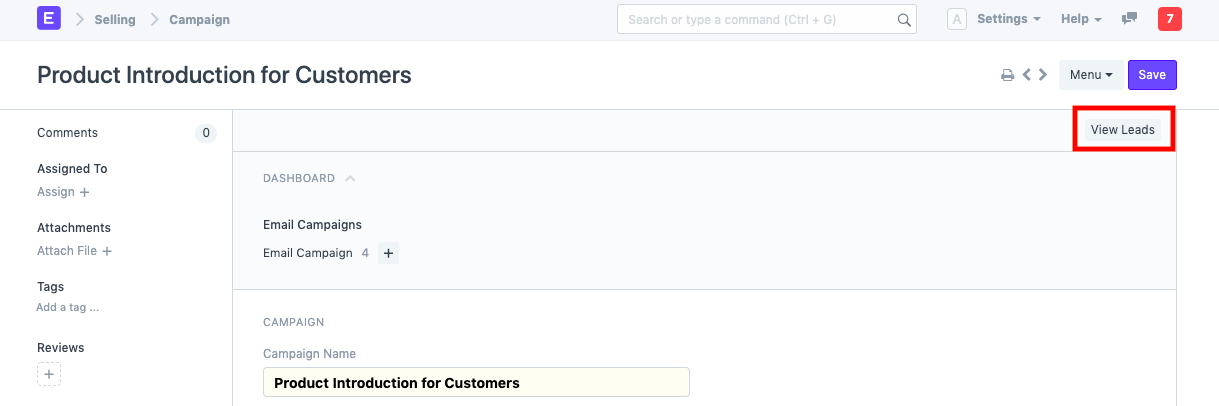 E Selling Campaign Search or type a command (Ctrl + G) A Settings Help 7
Product Introduction for Customers Menu Save
View Leads
Comments 0
Assigned To
Assign +
Attachments
Attach File +
Tags
Add a tag ...
Reviews
+
DASHBOARD
Email Campaigns
Email Campaign 4 +
CAMPAIGN
Campaign Name
Product Introduction for Customers